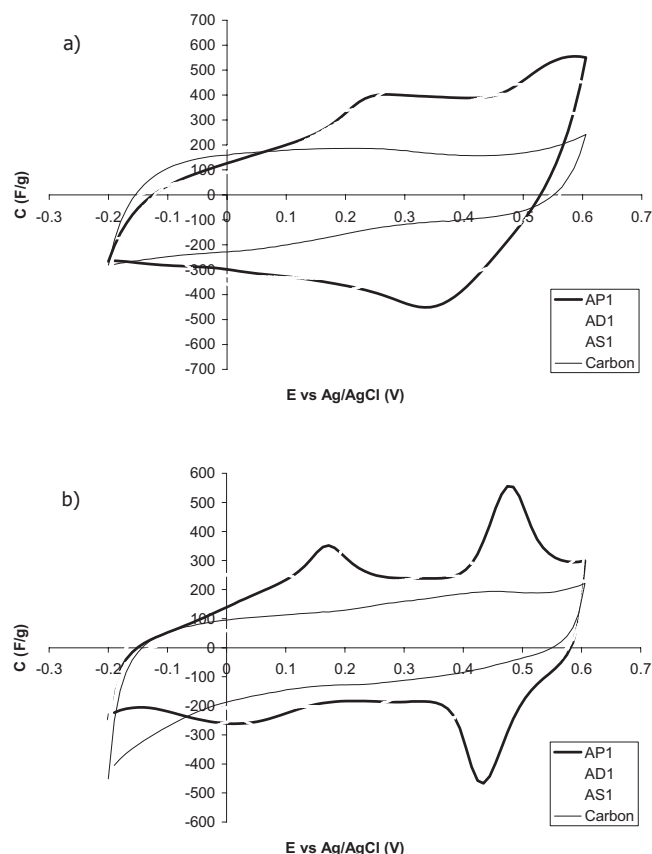 a)
C (F/g)
700
600
500
400
300
200
100
0
-100
-200
-300
-400
-500
-600
-700
-0.3 -0.2 -0.1 0 0.1 0.2 0.3 0.4 0.5 0.6 0.7
E vs Ag/AgCl (V)
AP1
AD1
AS1
Carbon
b)
C (F/g)
600
500
400
300
200
100
0
-100
-200
-300
-400
-500
-600
-0.3 -0.2 -0.1 0 0.1 0.2 0.3 0.4 0.5 0.6 0.7
E vs Ag/AgCl (V)
AP1
AD1
AS1
Carbon